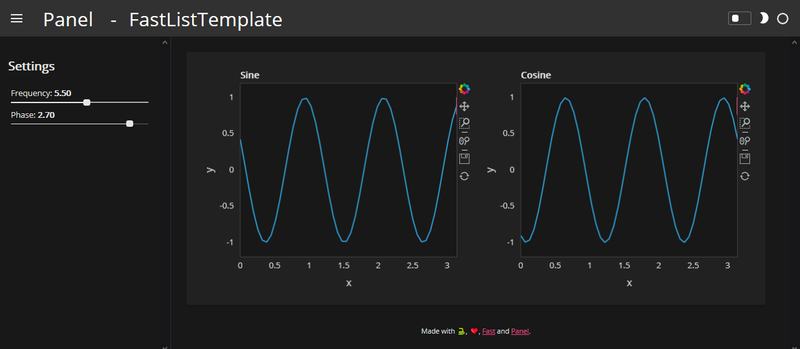 Panel - FastListTemplate
Settings
Frequency: 5.50
Phase: 2.70
Sine
1
0.5
0
-0.5
-1
y
0 0.5 1 1.5 2 2.5 3
x
Cosine
1
0.5
0
-0.5
-1
y
0 0.5 1 1.5 2 2.5 3
x
Made with 🐍, ❤️, Fast and Panel.